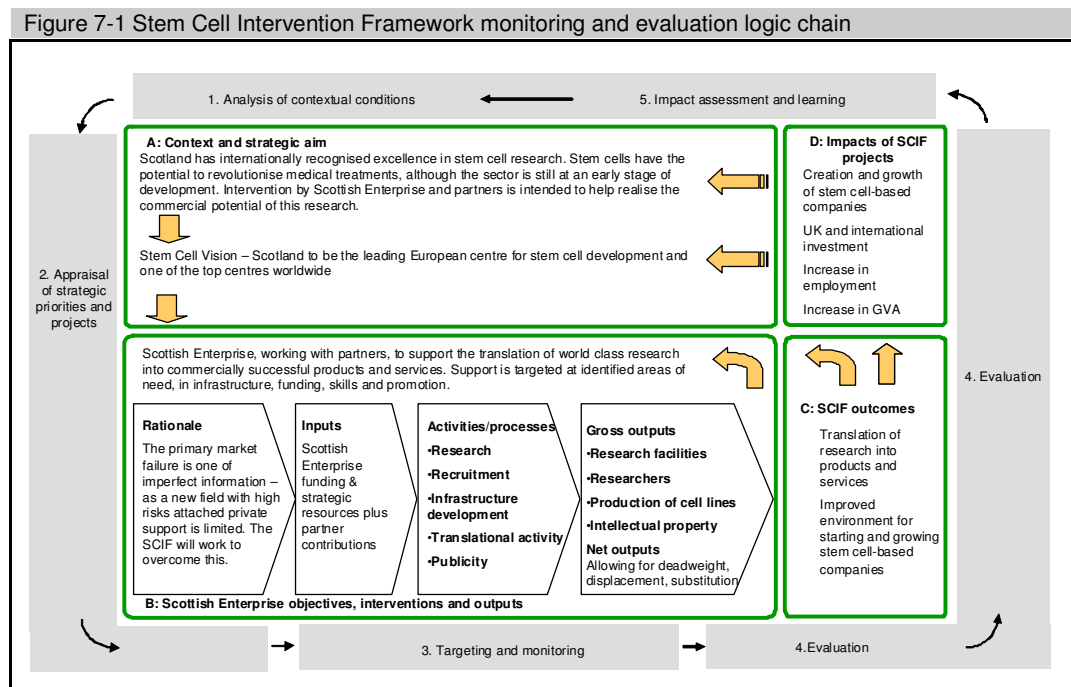 Figure 7-1 Stem Cell Intervention Framework monitoring and evaluation logic chain
1. Analysis of contextual conditions
5. Impact assessment and learning
A: Context and strategic aim
Scotland has internationally recognised excellence in stem cell research. Stem cells have the
potential to revolutionise medical treatments, although the sector is still at an early stage of
development. Intervention by Scottish Enterprise and partners is intended to help realise the
commercial potential of this research.
Stem Cell Vision – Scotland to be the leading European centre for stem cell development and
one of the top centres worldwide
D: Impacts of SCIF
projects
Creation and growth
of stem cell-based
companies
UK and international
investment
Increase in
employment
Increase in GVA
2. Appraisal
of strategic
priorities and
projects
Scottish Enterprise, working with partners, to support the translation of world class research
into commercially successful products and services. Support is targeted at identified areas of
need, in infrastructure, funding, skills and promotion.
Rationale
The primary market
failure is one of
imperfect information –
as a new field with high
risks attached private
support is limited. The
SCIF will work to
overcome this.
Inputs
Scottish
Enterprise
funding &
strategic
resources plus
partner
contributions
Activities/processes
•Research
•Recruitment
•Infrastructure
development
•Translational activity
•Publicity
Gross outputs
•Research facilities
•Researchers
•Production of cell lines
•Intellectual property
Net outputs
Allowing for deadweight,
displacement, substitution
B: Scottish Enterprise objectives, interventions and outputs
C: SCIF outcomes
Translation of
research into
products and
services
Improved
environment for
starting and growing
stem cell-based
companies
4. Evaluation
3. Targeting and monitoring
4.Evaluation